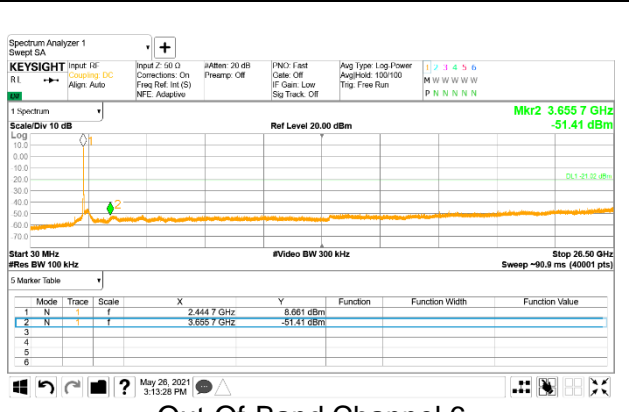 Spectrum Analyzer 1
Swept SA
KEYSIGHT Input: RF Input Z: 50 Ω #Atten: 20 dB PNO: Fast Avg Type: Log-Power 1 2 3 4 5 6
RL Coupling: DC Corrections: On Preamp: Off Gate: Off Avg|Hold: 100/100 M W W W W W
Align: Auto Freq Ref: Int (S) IF Gain: Low Trig: Free Run
NFE: Adaptive Sig Track: Off P N N N N N
1 Spectrum Mkr2 3.655 7 GHz
Scale/Div 10 dB Ref Level 20.00 dBm -51.41 dBm
Log
10.0 1
0.00
-10.0
-20.0
-30.0
-40.0 2
-50.0
-60.0
-70.0
Start 30 MHz #Video BW 300 kHz Stop 26.50 GHz
#Res BW 100 kHz Sweep ~90.9 ms (40001 pts)
5 Marker Table
Mode Trace Scale X Y Function Function Width Function Value
1 N 1 f 2.444 7 GHz 8.661 dBm
2 N 1 f 3.655 7 GHz -51.41 dBm
3
4
5
6
? May 26, 2021
3:13:28 PM